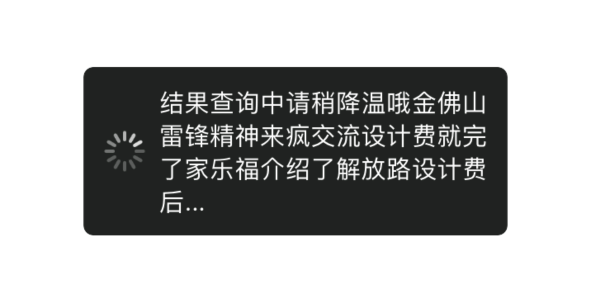 结果查询中请稍降温哦金佛山
雷锋精神来疯交流设计费就完
了家乐福介绍了解放路设计费
后...